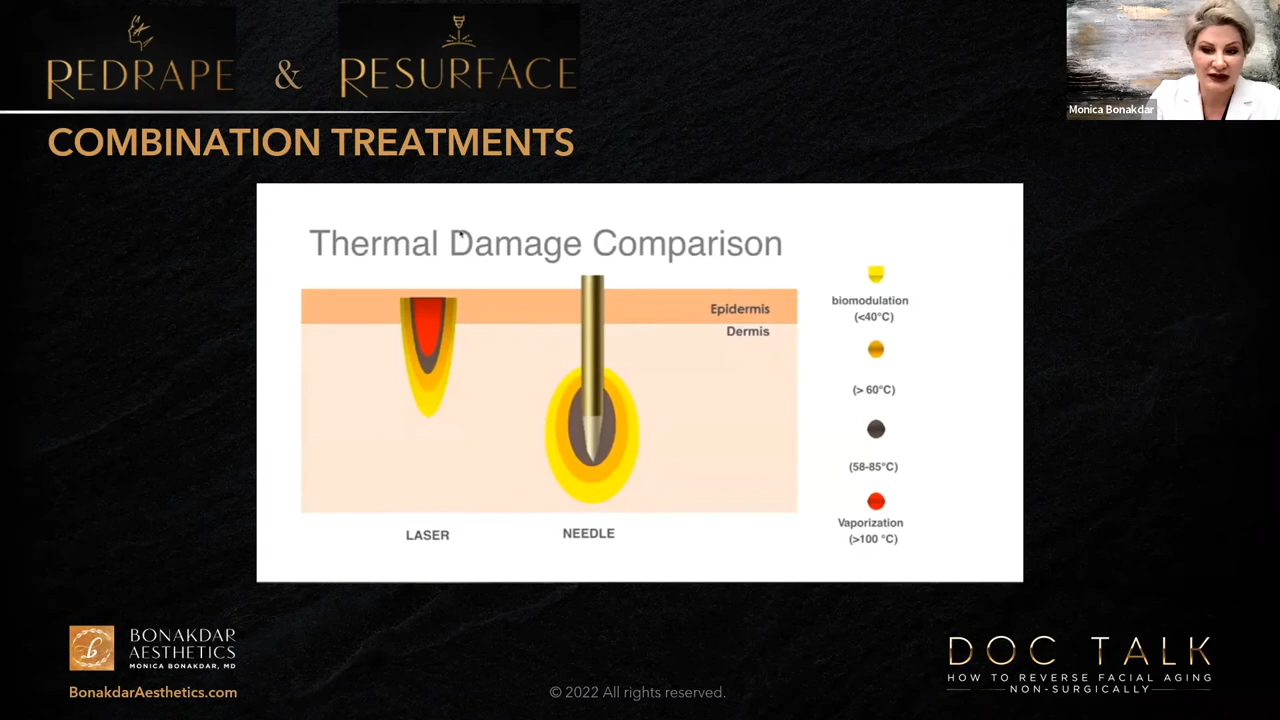 REDRAPE & RESURFACE
COMBINATION TREATMENTS
Monica Bonakdar
Thermal Damage Comparison
Epidermis
Dermis
LASER
NEEDLE
biomodulation
(<40°C)
(> 60°C)
(58-85°C)
Vaporization
(>100 °C)
b
BONAKDAR
AESTHETICS
MONICA BONAKDAR, MD
BonakdarAesthetics.com
© 2022 All rights reserved.
DOC TALK
HOW TO REVERSE FACIAL AGING
NON-SURGICALLY